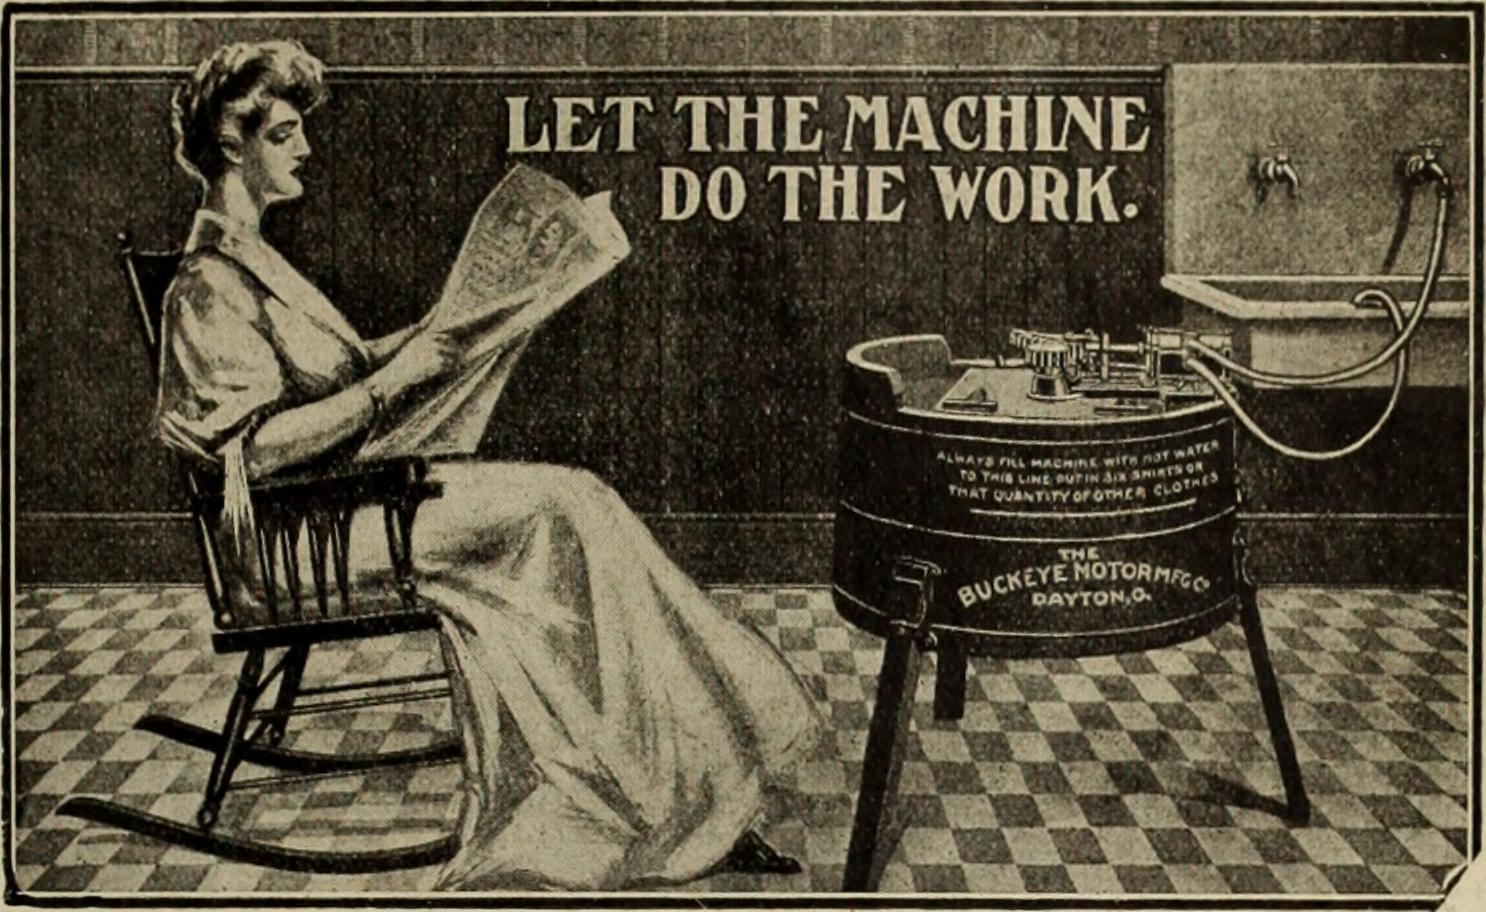 LET THE MACHINE
DO THE WORK.
ALWAYS FILL MACHINE WITH HOT WATER
TO THIS LINE PUT IN SIX SHIRTS OR
THAT QUANTITY OF OTHER CLOTHES
THE
BUCKEYE MOTOR MFG CO
DAYTON, O.